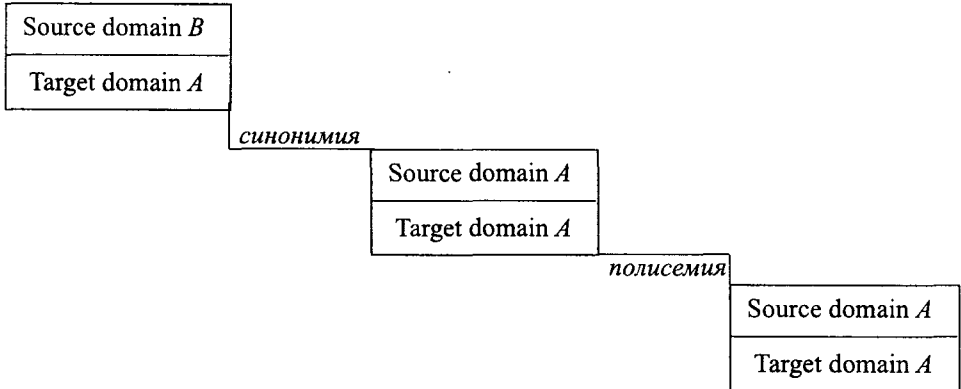 Source domain B
Target domain A
синонимия
Source domain A
Target domain A
полисемия
Source domain A
Target domain A